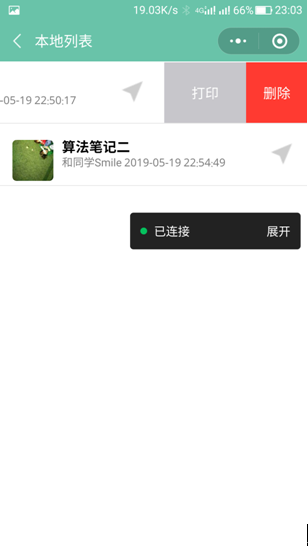 19.03K/s 4G 66% 23:03
本地列表
-05-19 22:50:17
打印
删除
算法笔记二
和同学Smile 2019-05-19 22:54:49
已连接
展开